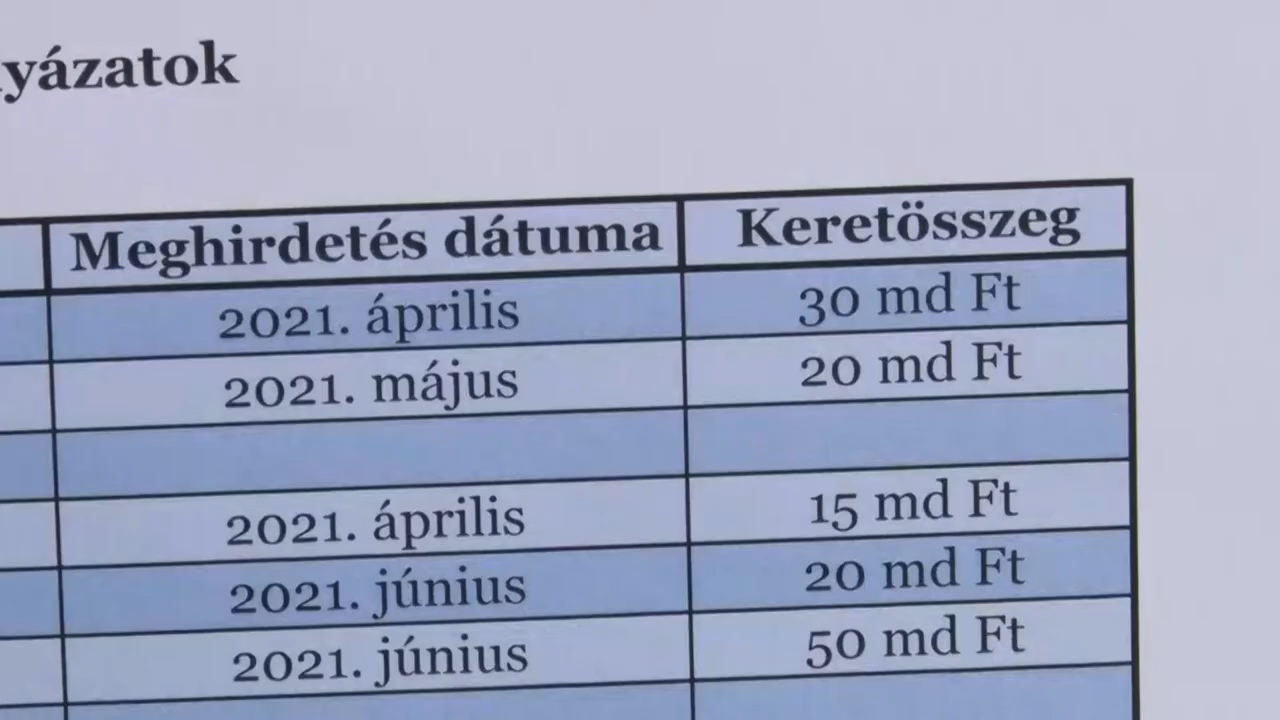 yázatok
Meghirdetés dátuma Keretösszeg
2021. április 30 md Ft
2021. május 20 md Ft
2021. április 15 md Ft
2021. június 20 md Ft
2021. június 50 md Ft